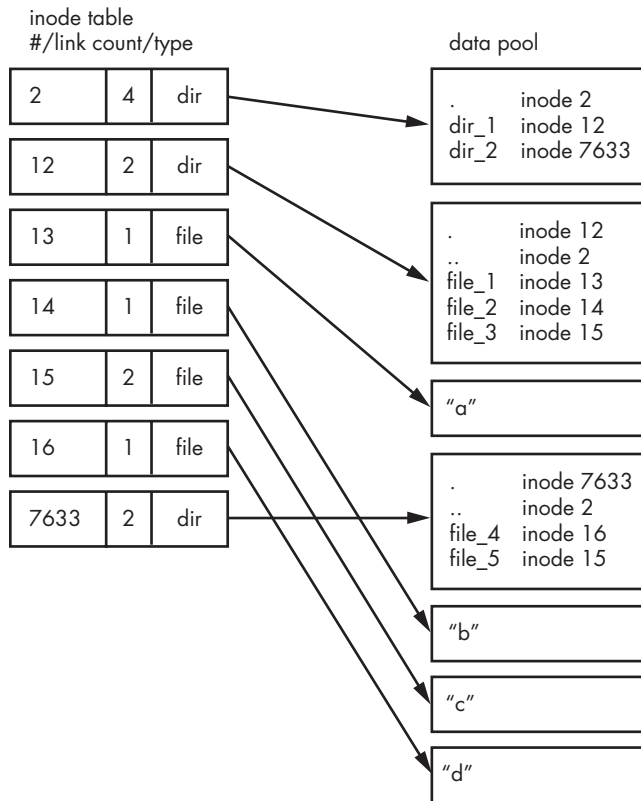 inode table
#/link count/type
2 4 dir
12 2 dir
13 1 file
14 1 file
15 2 file
16 1 file
7633 2 dir
data pool
. inode 2
dir_1 inode 12
dir_2 inode 7633
. inode 12
.. inode 2
file_1 inode 13
file_2 inode 14
file_3 inode 15
“a”
. inode 7633
.. inode 2
file_4 inode 16
file_5 inode 15
“b”
“c”
“d”